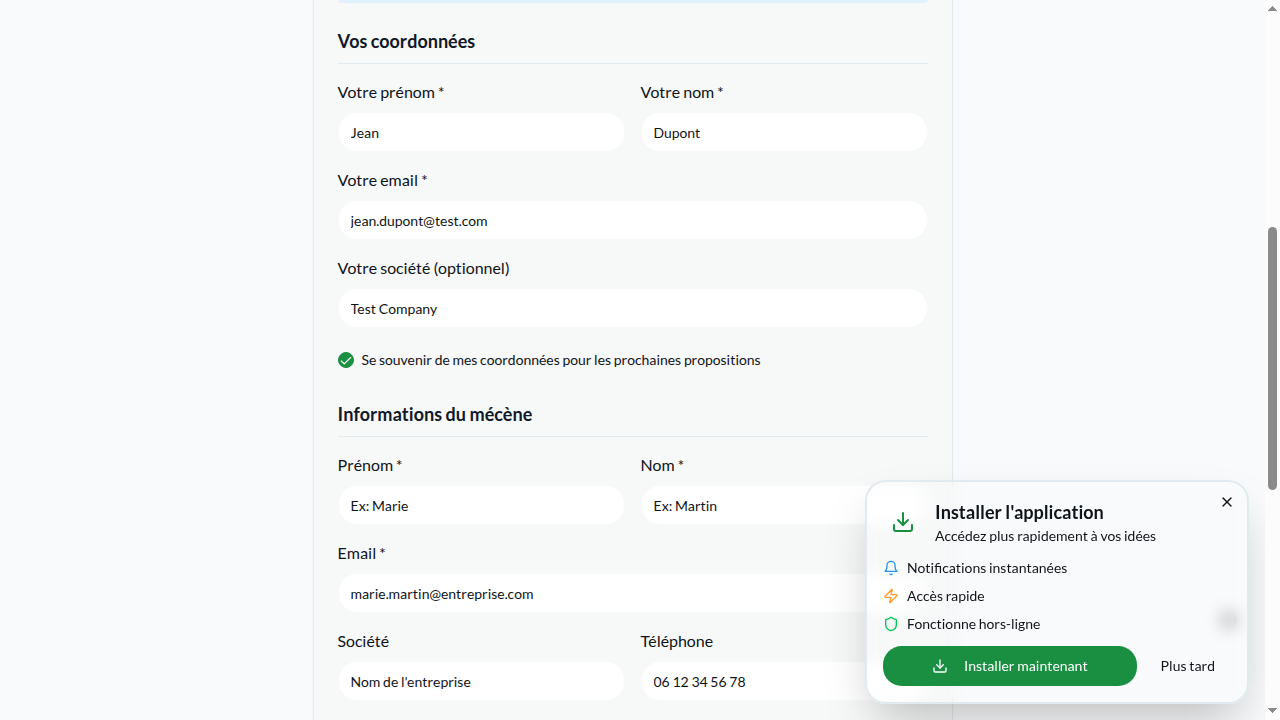 Vos coordonnées
Votre prénom *
Votre nom *
Jean
Dupont
Votre email *
jean.dupont@test.com
Votre société (optionnel)
Test Company
Se souvenir de mes coordonnées pour les prochaines propositions
Informations du mécène
Prénom *
Nom *
Ex: Marie
Ex: Martin
Email *
marie.martin@entreprise.com
Société
Téléphone
Nom de l'entreprise
06 12 34 56 78
Installer l'application
Accédez plus rapidement à vos idées
Notifications instantanées
Accès rapide
Fonctionne hors-ligne
Installer maintenant
Plus tard